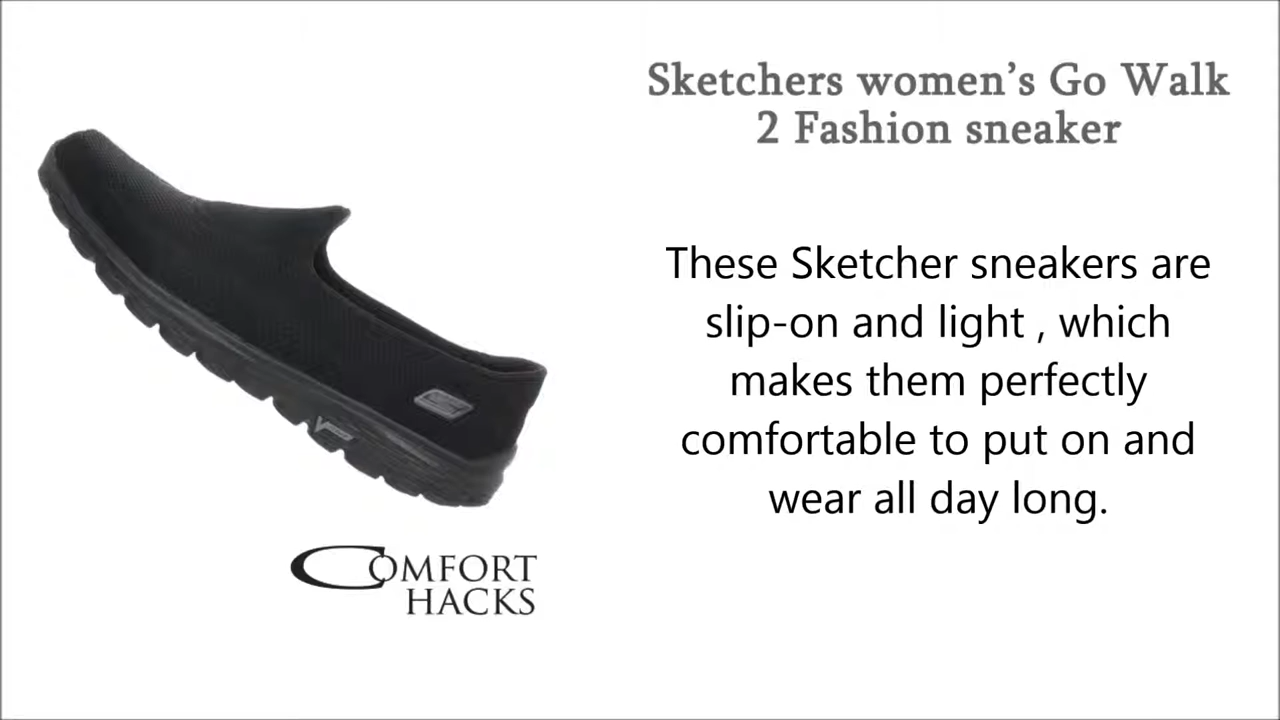 Sketchers women’s Go Walk
2 Fashion sneaker
These Sketcher sneakers are
slip-on and light , which
makes them perfectly
comfortable to put on and
wear all day long.
COMFORT
HACKS